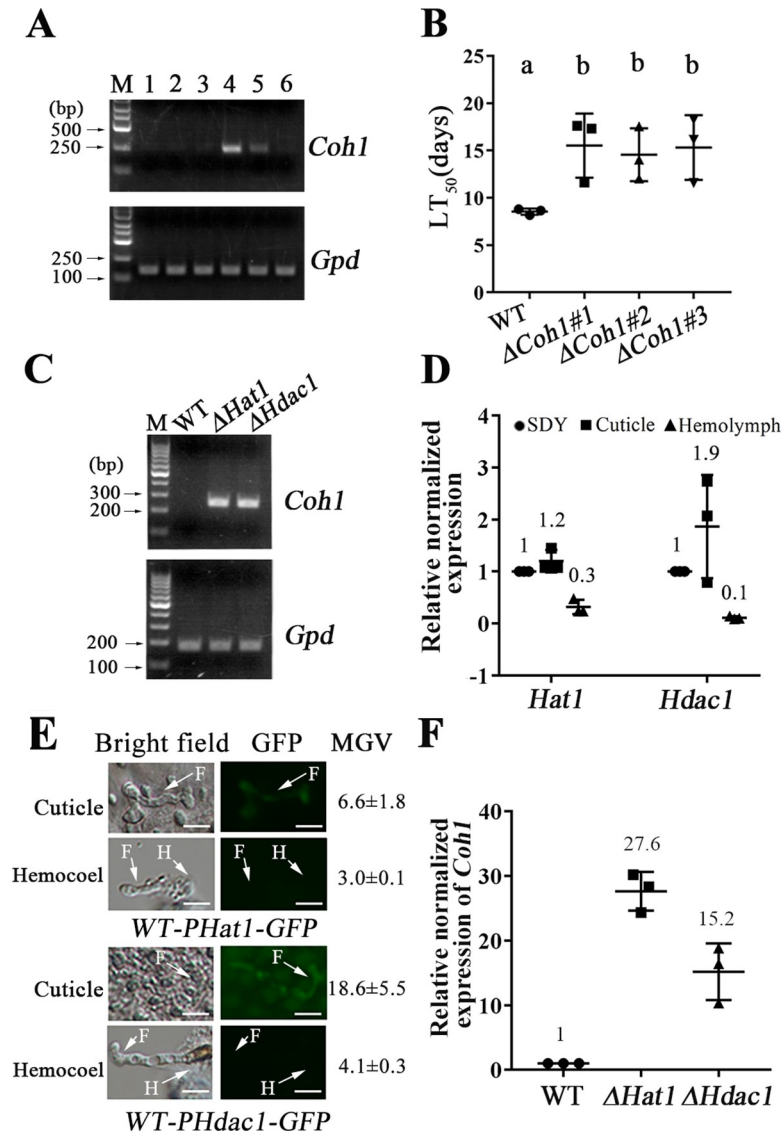 A
M 1 2 3 4 5 6
(bp)
500
250
Coh1
250
100
Gpd
B
25
20
15
10
5
0
LT50(days)
a b b b
WT
ΔCoh1#1
ΔCoh1#2
ΔCoh1#3
C
M WT ΔHat1 ΔHdac1
(bp)
300
200
Coh1
200
100
Gpd
D
4
3
2
1
0
-1
Relative normalized
expression
SDY Cuticle Hemolymph
1 1.2 0.3
1 1.9 0.1
Hat1 Hdac1
E
Bright field GFP MGV
Cuticle F F 6.6±1.8
Hemocoel F H F H 3.0±0.1
WT-PHat1-GFP
Cuticle F F 18.6±5.5
Hemocoel F H F H 4.1±0.3
WT-PHdac1-GFP
F
40
30
20
10
0
Relative normalized
expression of Coh1
1 27.6 15.2
WT ΔHat1 ΔHdac1